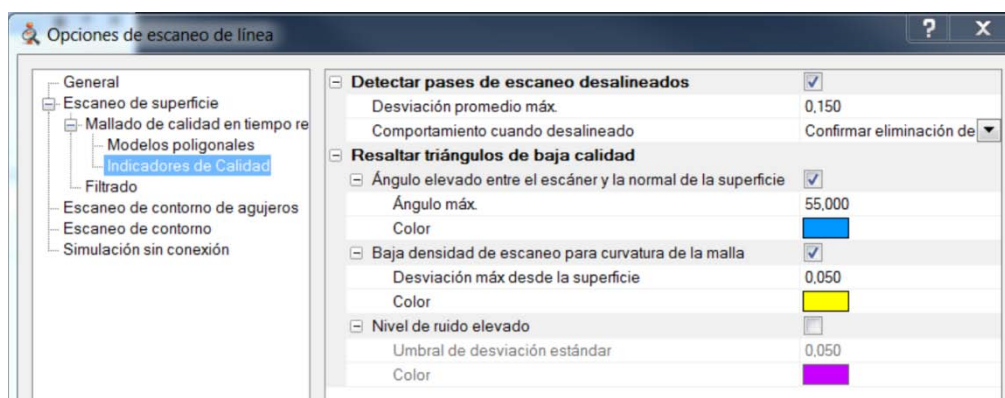 Opciones de escaneo de línea
General
Escaneo de superficie
Mallado de calidad en tiempo re
Modelos poligonales
Indicadores de Calidad
Filtrado
Escaneo de contorno de agujeros
Escaneo de contorno
Simulación sin conexión
Detectar pases de escaneo desalineados
Desviación promedio máx. 0,150
Comportamiento cuando desalineado Confirmar eliminación de
Resaltar triángulos de baja calidad
Ángulo elevado entre el escáner y la normal de la superficie
Ángulo máx. 55,000
Color
Baja densidad de escaneo para curvatura de la malla
Desviación máx desde la superficie 0,050
Color
Nivel de ruido elevado
Umbral de desviación estándar 0,050
Color